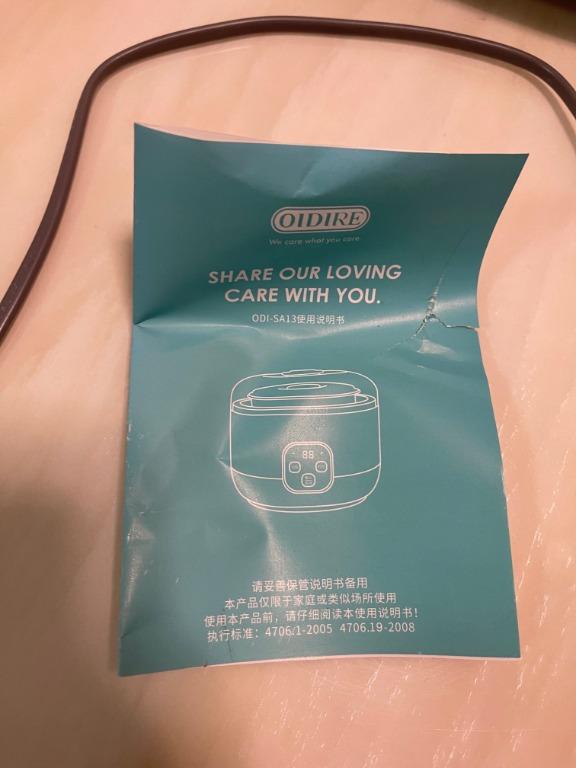 OIDIRE
We care what you care
SHARE OUR LOVING
CARE WITH YOU.
ODI-SA13使用说明书
88
请妥善保管说明书备用
本产品仅限于家庭或类似场所使用
使用本产品前，请仔细阅读本使用说明书！
执行标准：4706.1-2005 4706.19-2008